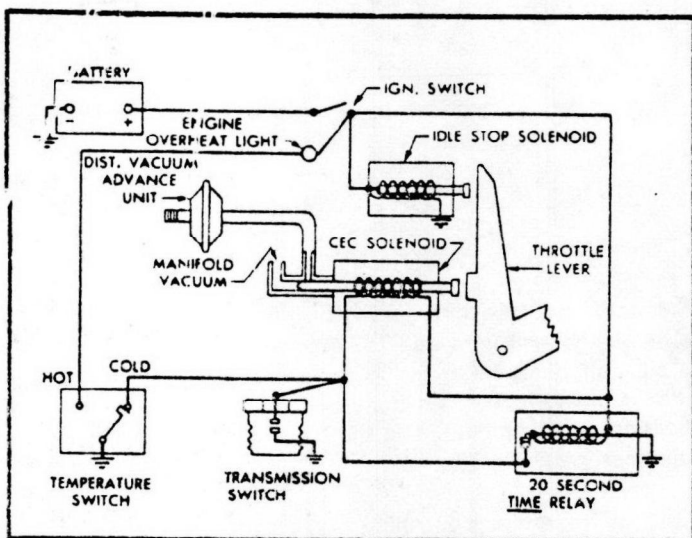 BATTERY
− +
IGN. SWITCH
ENGINE
OVERHEAT LIGHT
IDLE STOP SOLENOID
DIST. VACUUM
ADVANCE
UNIT
CEC SOLENOID
MANIFOLD
VACUUM
THROTTLE
LEVER
HOT
COLD
TEMPERATURE
SWITCH
TRANSMISSION
SWITCH
20 SECOND
TIME RELAY